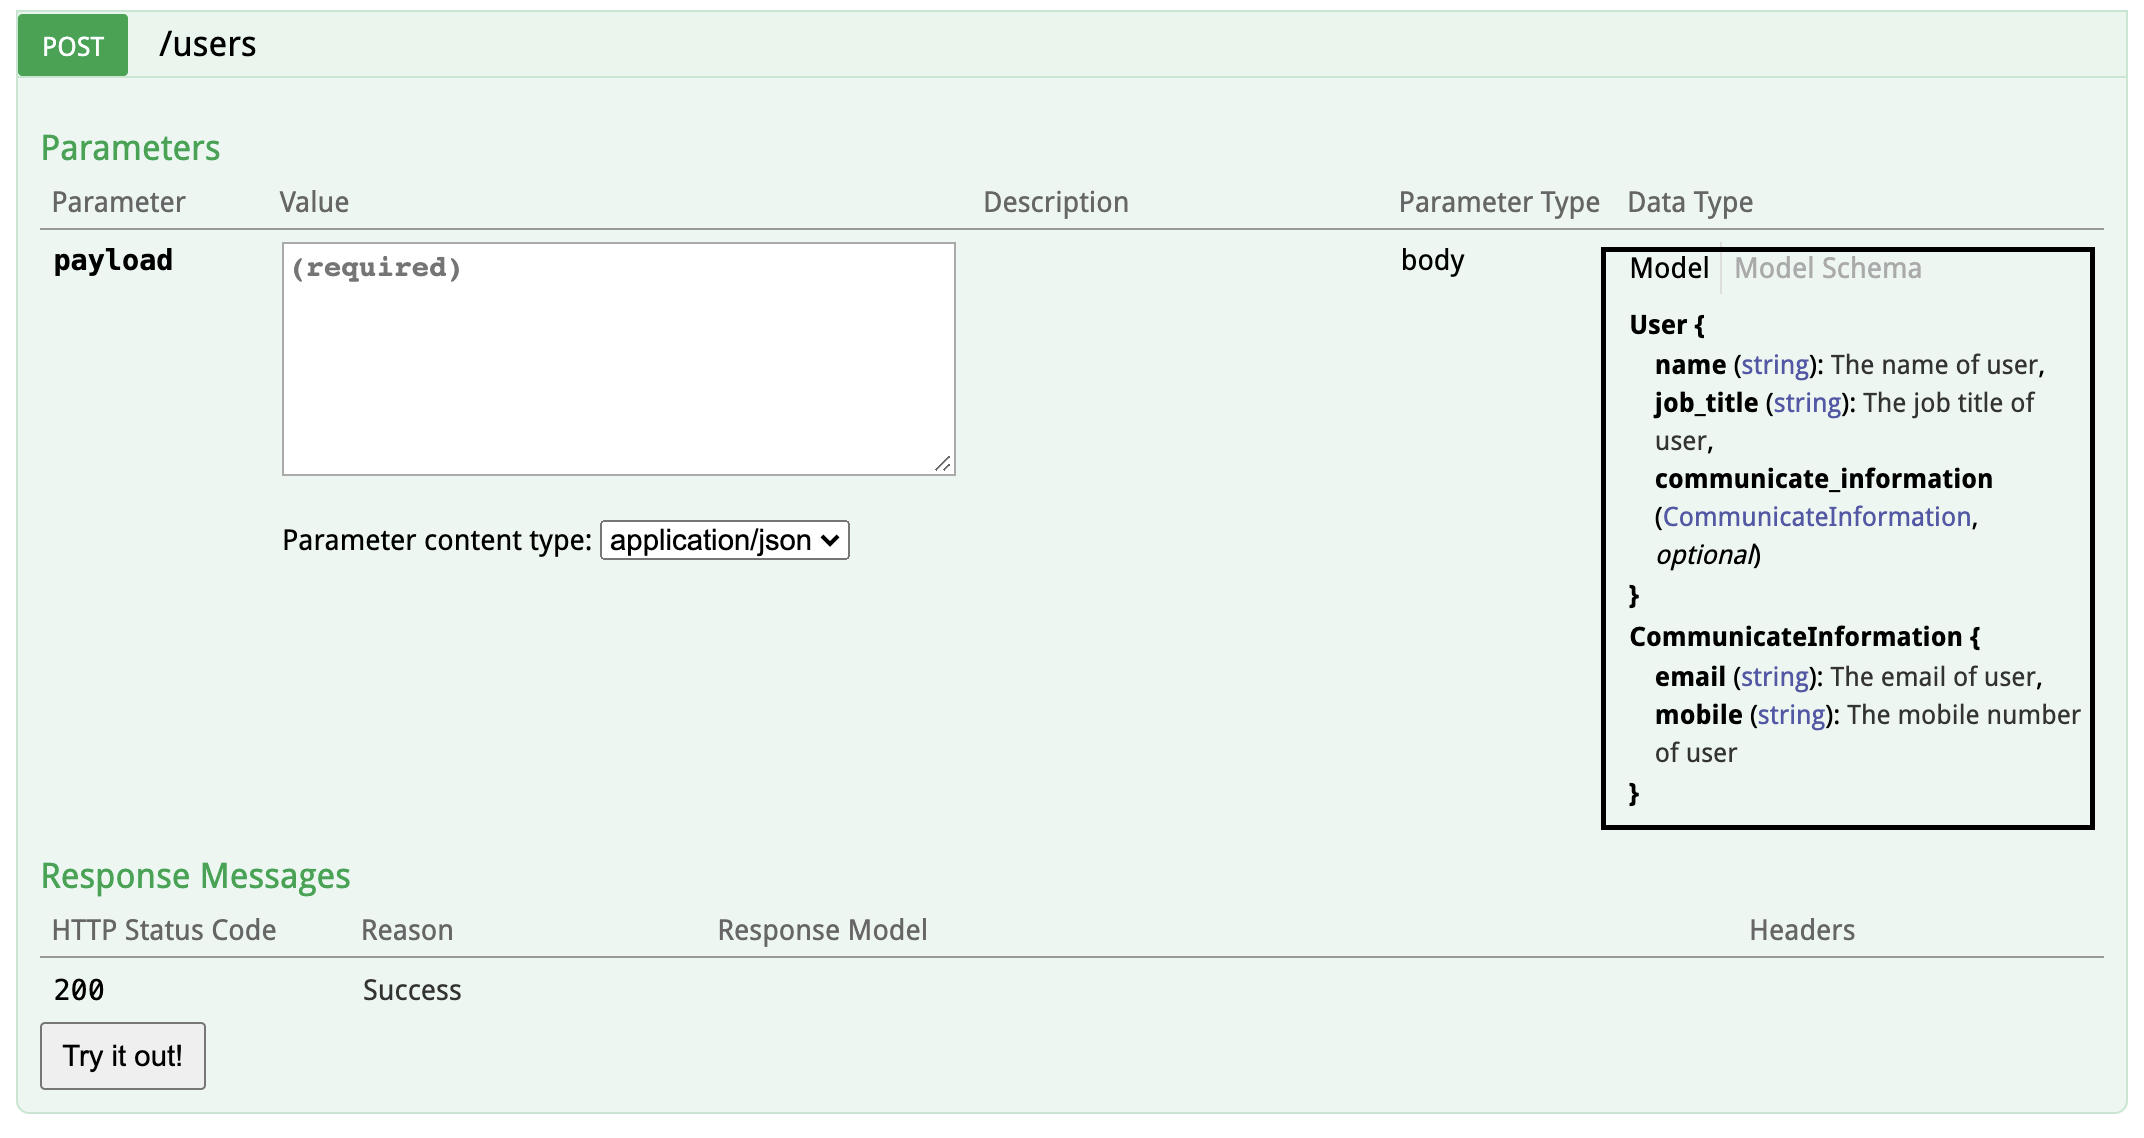 POST /users
Parameters
Parameter Value Description Parameter Type Data Type
payload (required) body Model Model Schema
User {
name (string): The name of user,
job_title (string): The job title of
user,
communicate_information
(CommunicateInformation,
optional)
}
CommunicateInformation {
email (string): The email of user,
mobile (string): The mobile number
of user
}
Parameter content type: application/json
Response Messages
HTTP Status Code Reason Response Model Headers
200 Success
Try it out!